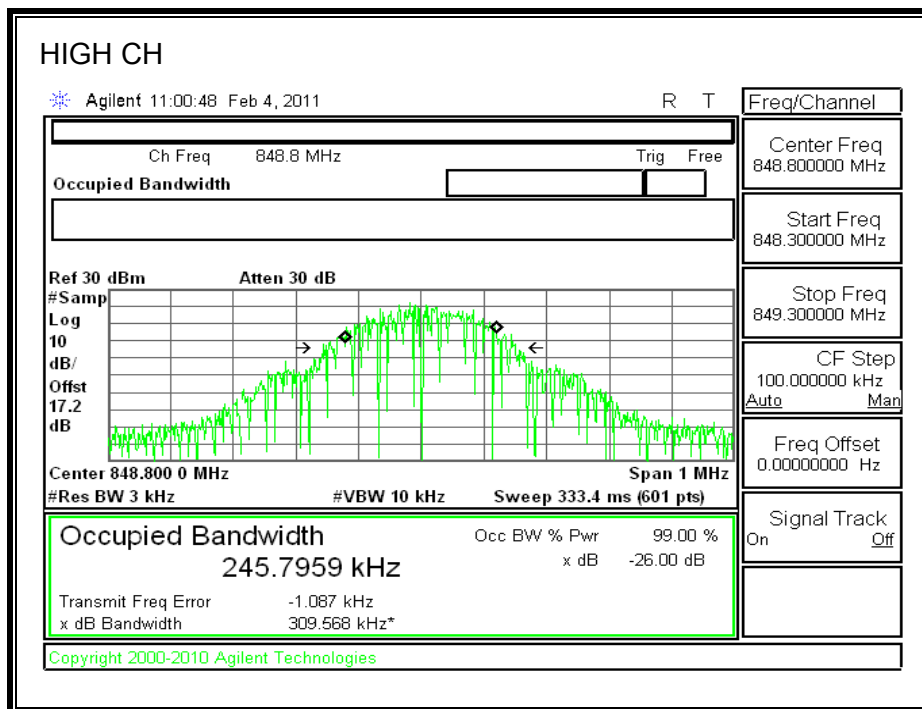 HIGH CH
Agilent 11:00:48 Feb 4, 2011 R T
Freq/Channel
Ch Freq 848.8 MHz Trig Free
Occupied Bandwidth
Center Freq
848.800000 MHz
Start Freq
848.300000 MHz
Stop Freq
849.300000 MHz
CF Step
100.000000 kHz
Auto Man
Freq Offset
0.00000000 Hz
Signal Track
On Off
Ref 30 dBm Atten 30 dB
#Samp
Log
10
dB/
Offst
17.2
dB
Center 848.800 0 MHz Span 1 MHz
#Res BW 3 kHz #VBW 10 kHz Sweep 333.4 ms (601 pts)
Occupied Bandwidth Occ BW % Pwr 99.00 %
245.7959 kHz x dB -26.00 dB
Transmit Freq Error -1.087 kHz
x dB Bandwidth 309.568 kHz*
Copyright 2000-2010 Agilent Technologies